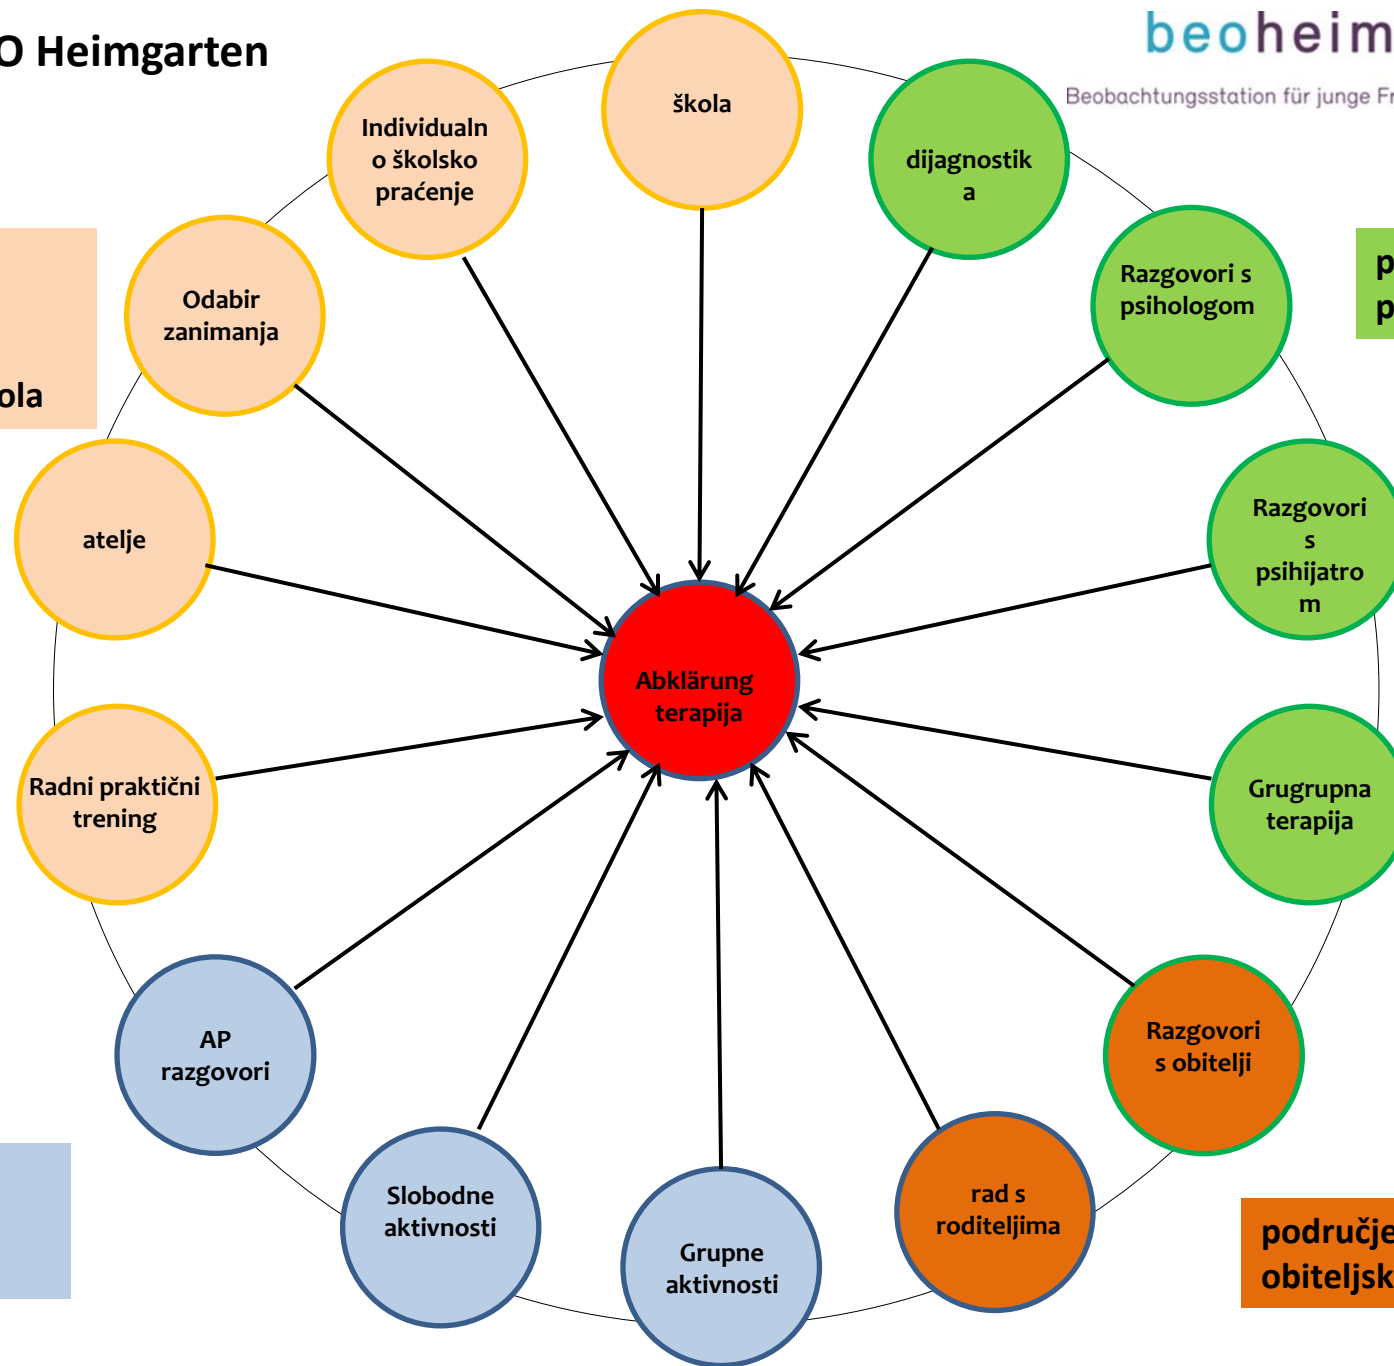 O Heimgarten
beoheim
Beobachtungsstation für junge Fr
škola
Individualn
o školsko
praćenje
dijagnostik
a
Odabir
zanimanja
Razgovori s
psihologom
p
p
ola
atelje
Razgovori
s
psihijatro
m
Abklärung
terapija
Radni praktični
trening
Grugrupna
terapija
AP
razgovori
Razgovori
s obitelji
Slobodne
aktivnosti
Grupne
aktivnosti
rad s
roditeljima
područje
obiteljsk